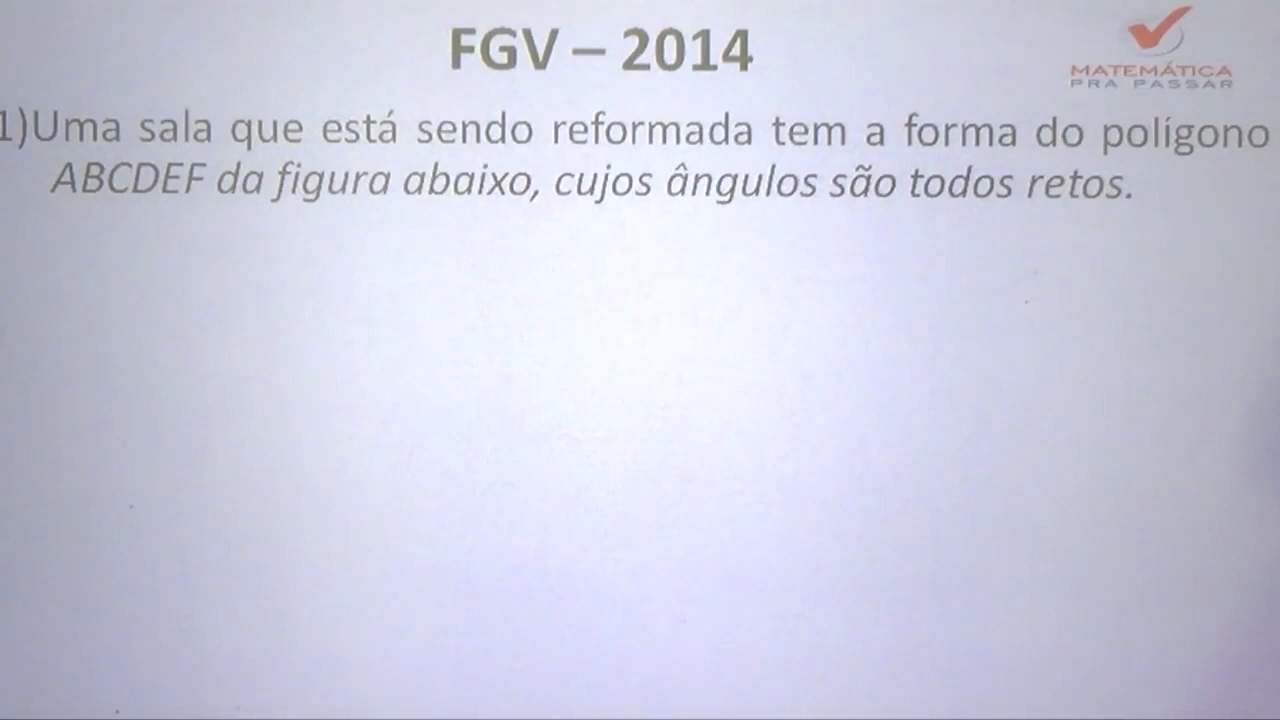 FGV – 2014
MATEMÁTICA
PRA PASSAR
1)Uma sala que está sendo reformada tem a forma do polígono
ABCDEF da figura abaixo, cujos ângulos são todos retos.